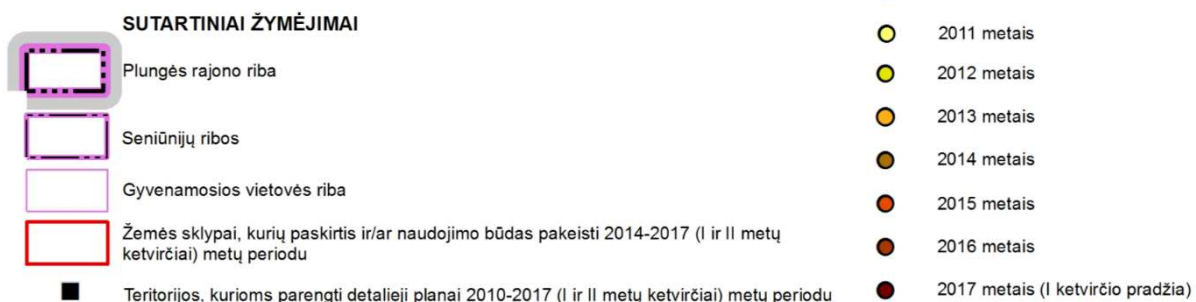 SUTARTINIAI ŽYMĖJIMAI
Plungės rajono riba
Seniūnijų ribos
Gyvenamosios vietovės riba
Žemės sklypai, kurių paskirtis ir/ar naudojimo būdas pakeisti 2014-2017 (I ir II metų
ketvirčiai) metų periodu
Teritorijos, kurioms parengti detalieji planai 2010-2017 (I ir II metų ketvirčiai) metų periodu
2011 metais
2012 metais
2013 metais
2014 metais
2015 metais
2016 metais
2017 metais (I ketvirčio pradžia)